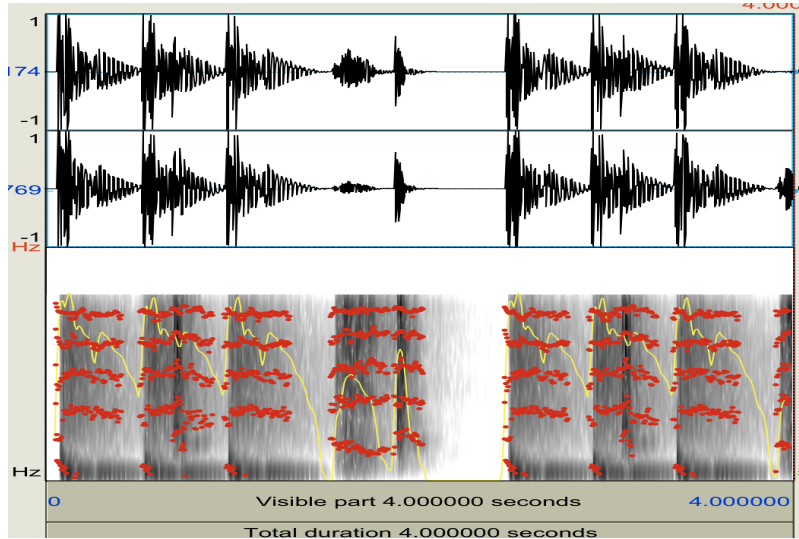 4.000
1
174
-1
1
769
-1
Hz
Hz
0 Visible part 4.000000 seconds 4.000000
Total duration 4.000000 seconds